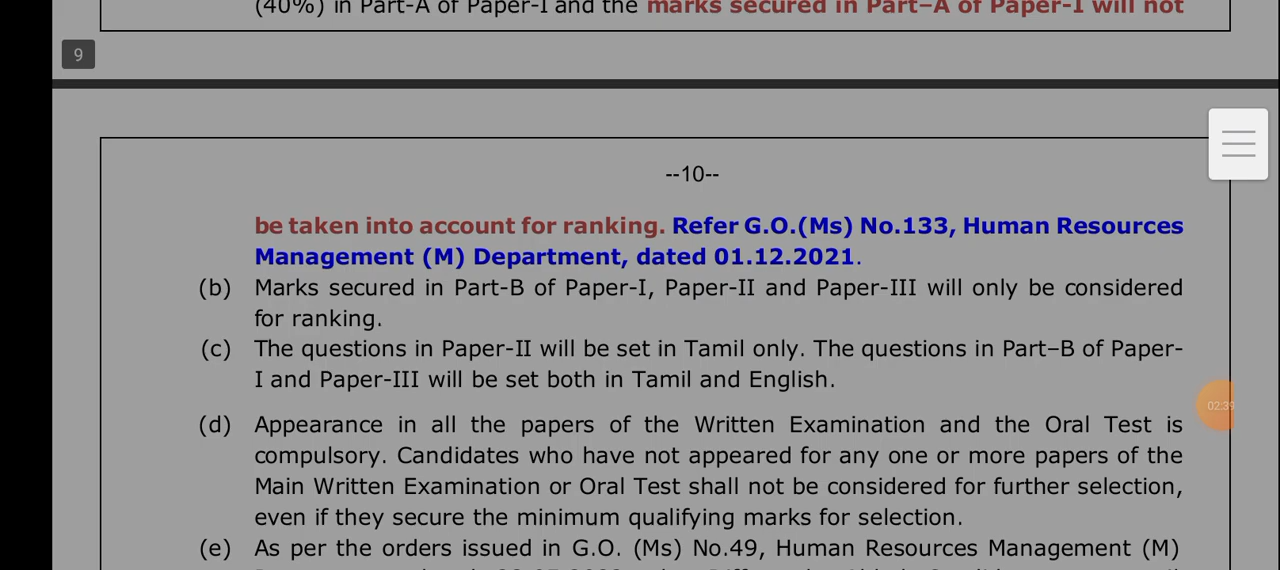 (40%) in Part-A of Paper-I and the marks secured in Part–A of Paper-I will not
9
--10--
be taken into account for ranking. Refer G.O.(Ms) No.133, Human Resources
Management (M) Department, dated 01.12.2021.
(b) Marks secured in Part-B of Paper-I, Paper-II and Paper-III will only be considered
for ranking.
(c) The questions in Paper-II will be set in Tamil only. The questions in Part–B of Paper-
I and Paper-III will be set both in Tamil and English.
02:39
(d) Appearance in all the papers of the Written Examination and the Oral Test is
compulsory. Candidates who have not appeared for any one or more papers of the
Main Written Examination or Oral Test shall not be considered for further selection,
even if they secure the minimum qualifying marks for selection.
(e) As per the orders issued in G.O. (Ms) No.49, Human Resources Management (M)